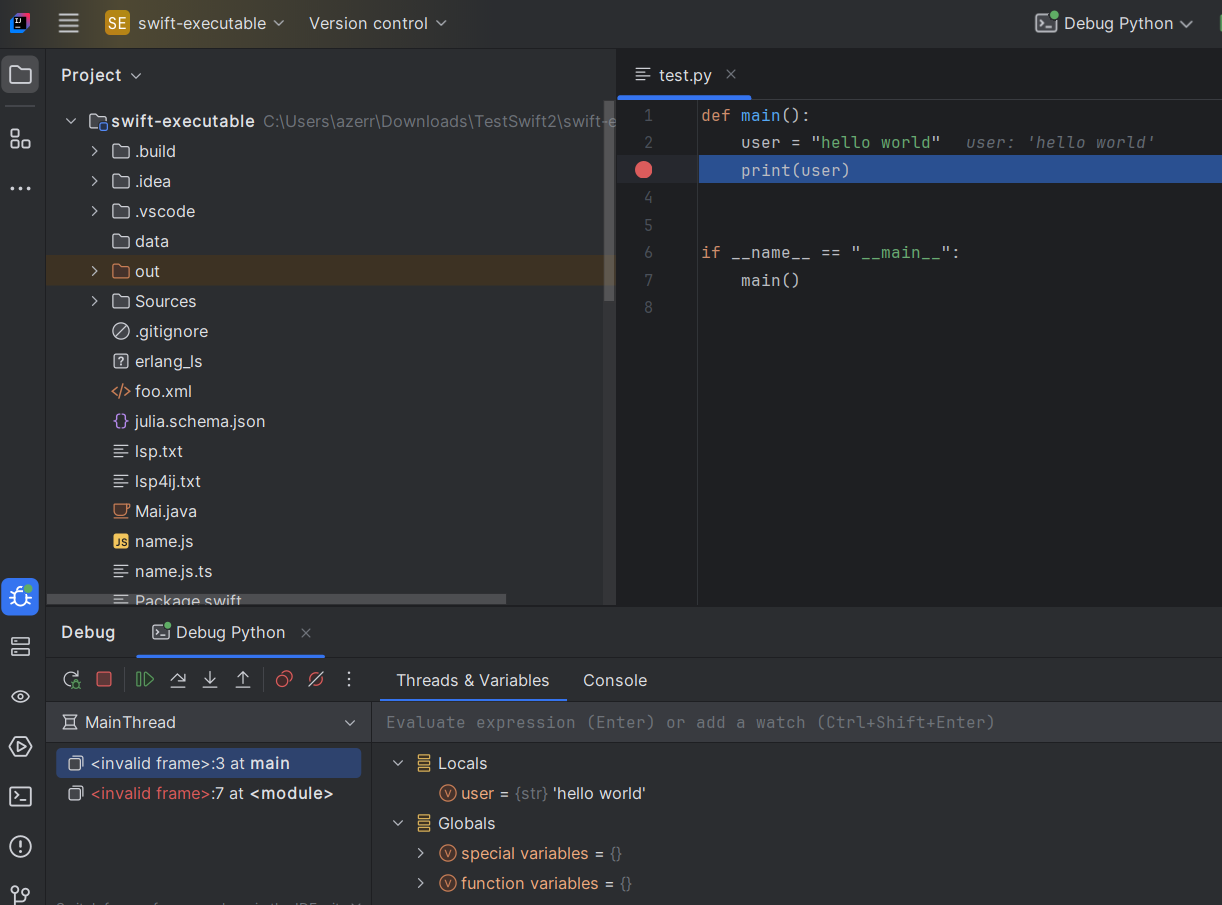 SE swift-executable Version control Debug Python
Project
test.py
swift-executable C:\Users\azerr\Downloads\TestSwift2\swift-e
.build
.idea
.vscode
data
out
Sources
.gitignore
erlang_ls
foo.xml
julia.schema.json
lsp.txt
lsp4ij.txt
Mai.java
JS name.js
name.js.ts
Package.swift
1 def main():
2 user = "hello world" user: 'hello world'
print(user)
4
5
6 if __name__ == "__main__":
7 main()
8
Debug Debug Python
Threads & Variables Console
MainThread
<invalid frame>:3 at main
<invalid frame>:7 at <module>
Evaluate expression (Enter) or add a watch (Ctrl+Shift+Enter)
Locals
user = {str} 'hello world'
Globals
special variables = {}
function variables = {}